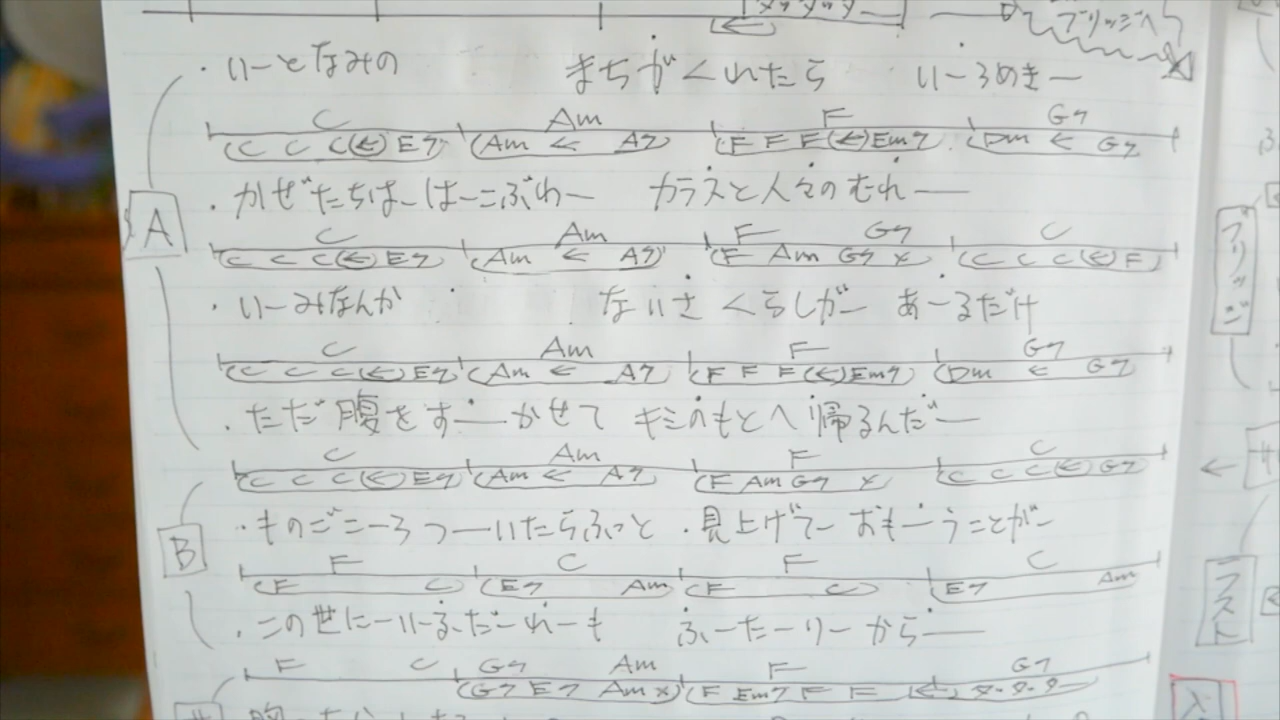 タッタッタ
ブリッジへ
・いーとなみの まちがくれたら いーろめきー
C Am F G7
C C C(←) E7 Am ← A7 F F F(←)Em7 Dm ← G7
A
・かぜたちはーはーこぶわー カラスと人々のむれー
C Am F G7 C
C C C(←) E7 Am ← A7 F Am G7 × C C C(←) F
・いーみなんか ないさ くらしがー あーるだけ
C Am F G7
C C C(←) E7 Am ← A7 F F F(←)Em7 Dm ← G7
・ただ腹をすーかせて キミのもとへ帰るんだー
C Am F C
C C C(←) E7 Am ← A7 F Am G7 × C C C(←) G7
B
・ものごころつーいたらふっと ・見上げてーおもーうことがー
F C F C
F C E7 Am F C E7 Am
・この世にーいーるーだーれーも ふーたーりーからー
F C G7 Am F G7
G7 E7 Am × F Em7 F F ← タ・タ・タ
ブリッジ
ラスト